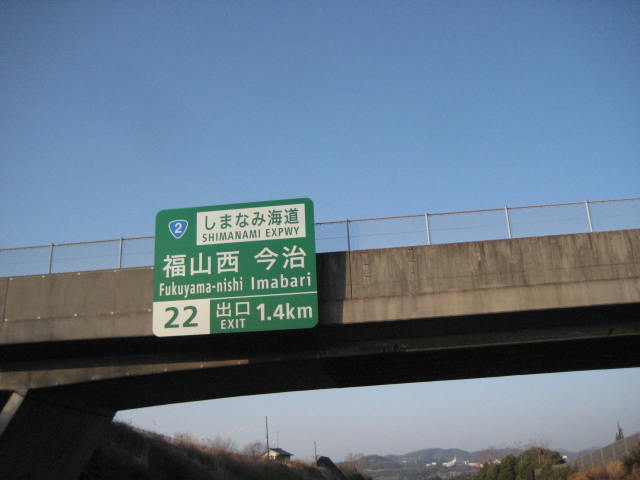 2 しまなみ海道
SHIMANAMI EXPWY
福山西 今治
Fukuyama-nishi Imabari
22 出口 1.4km
EXIT